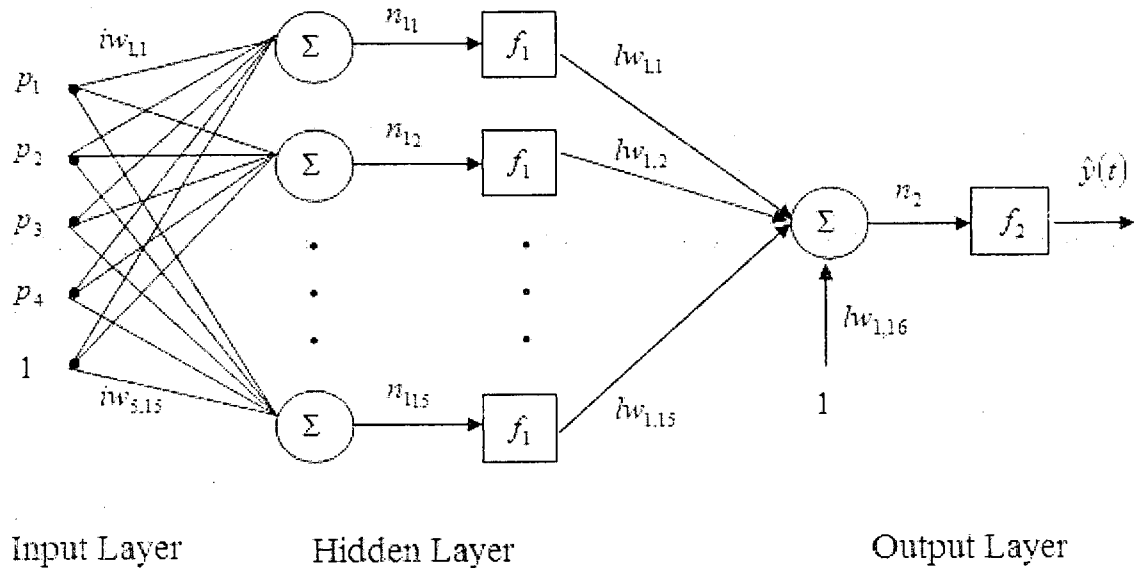 iw₁,₁
n₁₁
Σ
f₁
lw₁,₁
p₁
p₂
n₁₂
Σ
f₁
lw₁,₂
p₃
p₄
1
iw₅,₁₅
n₁₁₅
Σ
f₁
lw₁,₁₅
Σ
n₂
f₂
ŷ(t)
lw₁,₁₆
1
Input Layer
Hidden Layer
Output Layer